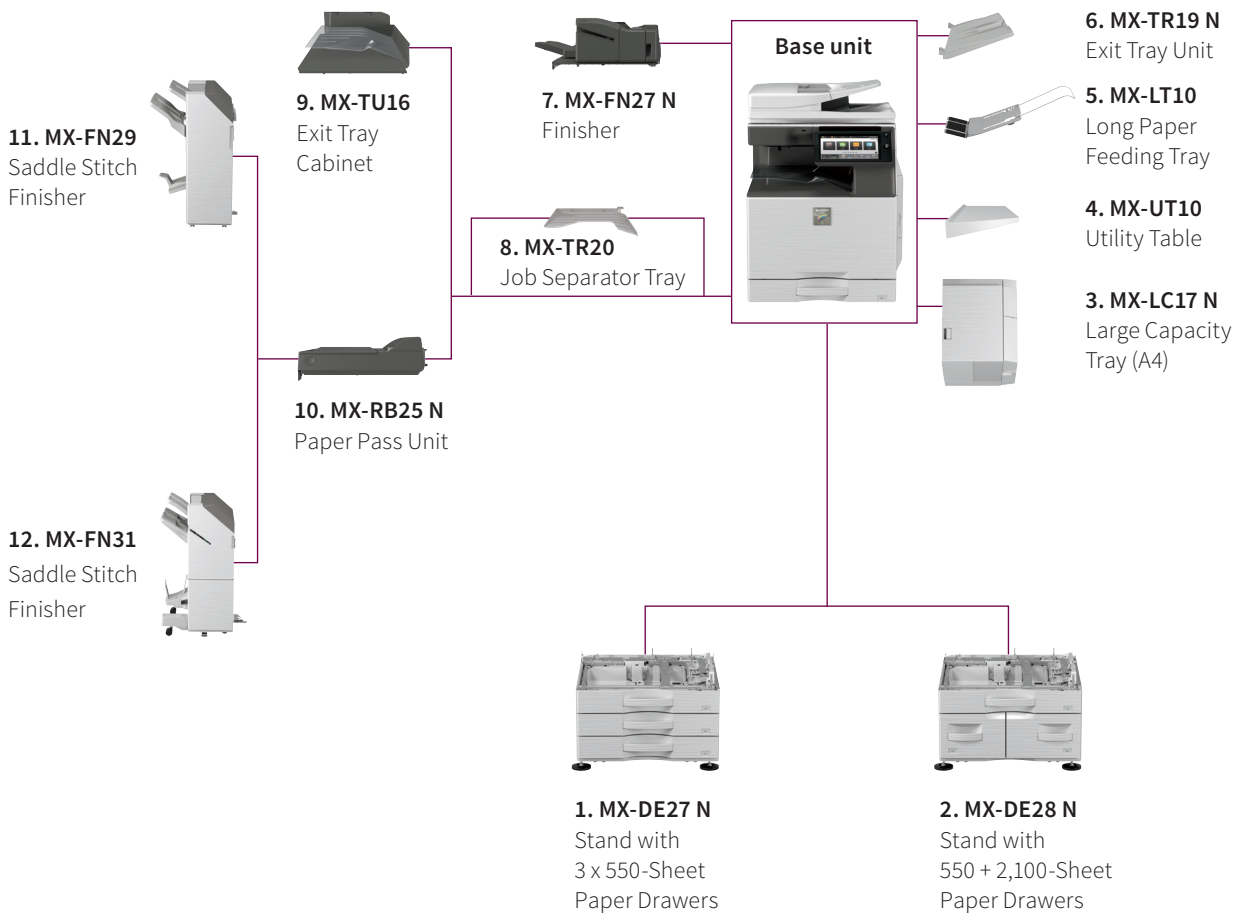 6. MX-TR19 N
Exit Tray Unit
Base unit
9. MX-TU16
Exit Tray
Cabinet
7. MX-FN27 N
Finisher
5. MX-LT10
Long Paper
Feeding Tray
11. MX-FN29
Saddle Stitch
Finisher
4. MX-UT10
Utility Table
8. MX-TR20
Job Separator Tray
3. MX-LC17 N
Large Capacity
Tray (A4)
10. MX-RB25 N
Paper Pass Unit
12. MX-FN31
Saddle Stitch
Finisher
1. MX-DE27 N
Stand with
3 x 550-Sheet
Paper Drawers
2. MX-DE28 N
Stand with
550 + 2,100-Sheet
Paper Drawers